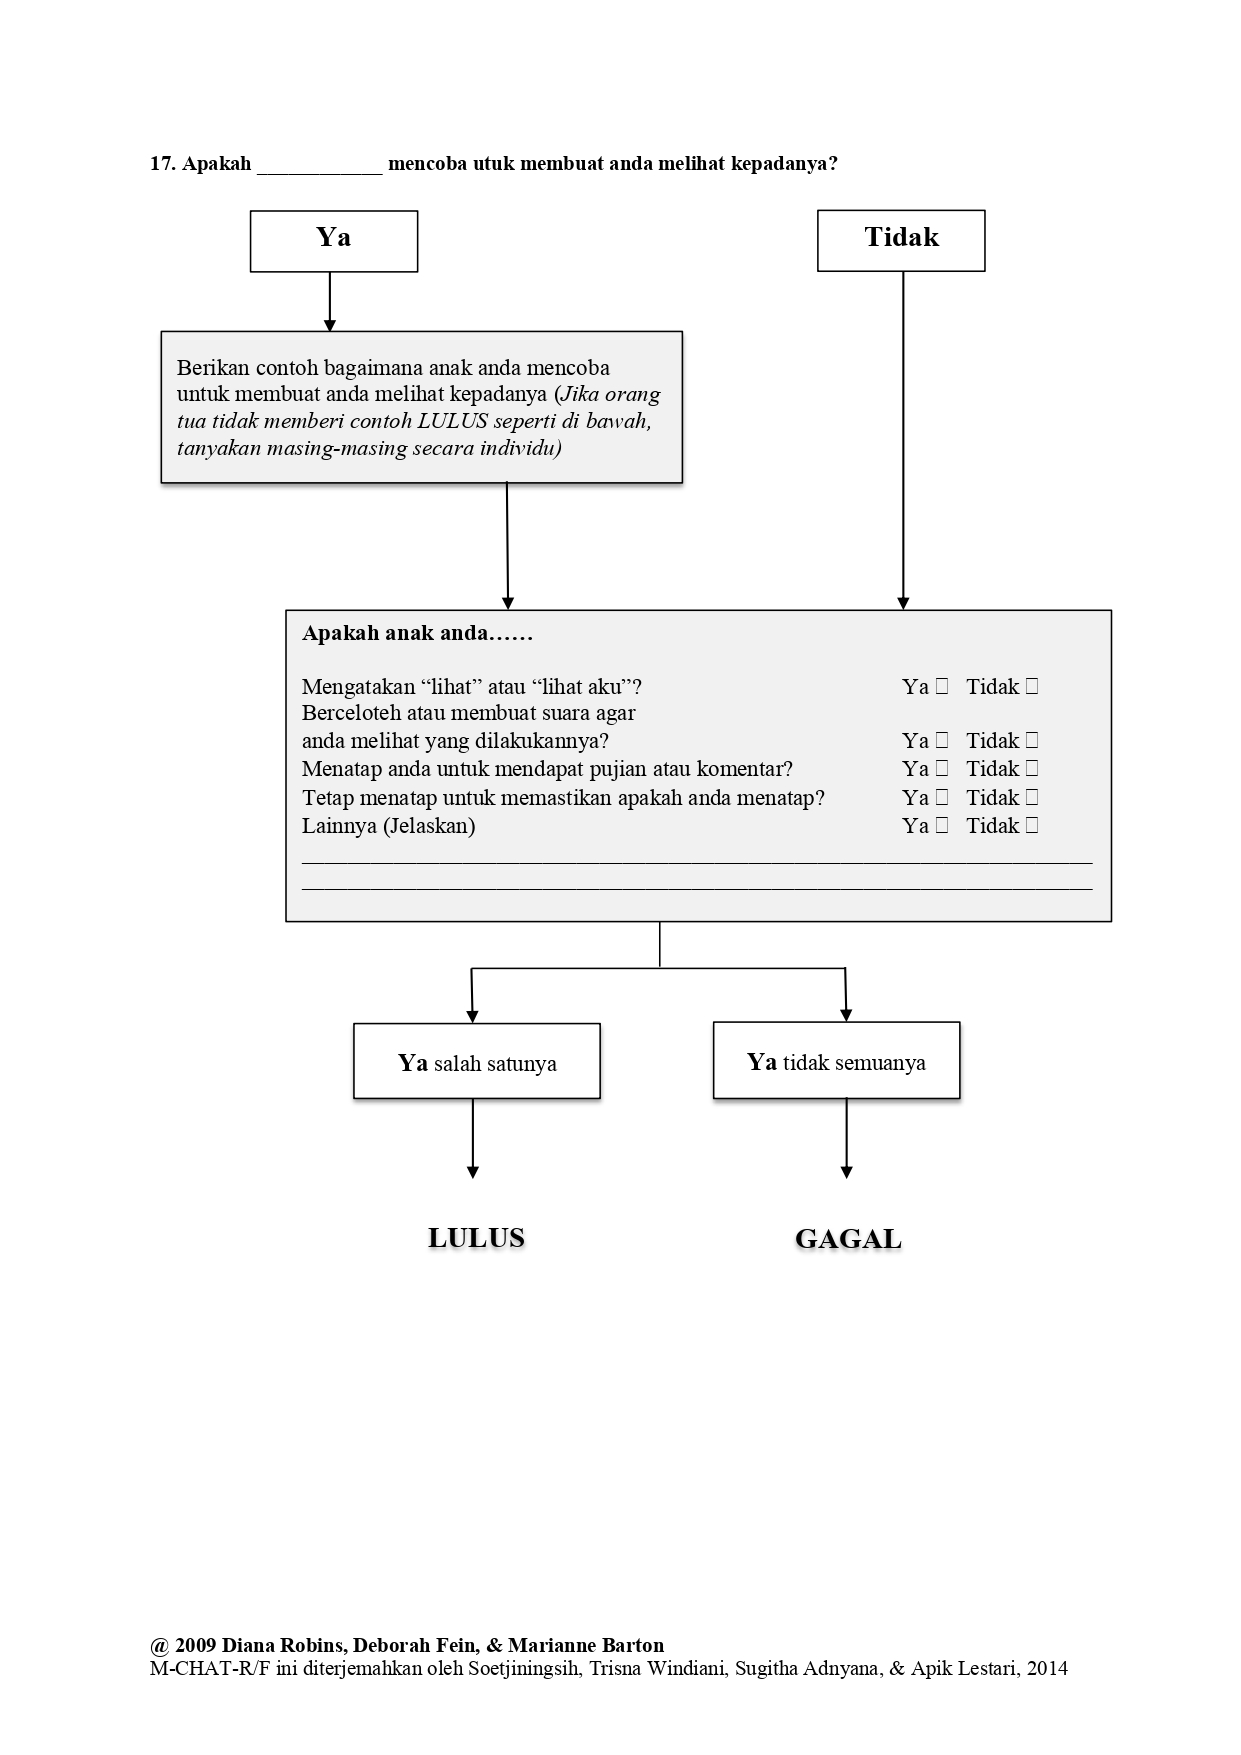 17. Apakah ____________ mencoba utuk membuat anda melihat kepadanya?
Ya
Tidak
Berikan contoh bagaimana anak anda mencoba
untuk membuat anda melihat kepadanya (Jika orang
tua tidak memberi contoh LULUS seperti di bawah,
tanyakan masing-masing secara individu)
Apakah anak anda……
Mengatakan “lihat” atau “lihat aku”? Ya □ Tidak □
Berceloteh atau membuat suara agar
anda melihat yang dilakukannya? Ya □ Tidak □
Menatap anda untuk mendapat pujian atau komentar? Ya □ Tidak □
Tetap menatap untuk memastikan apakah anda menatap? Ya □ Tidak □
Lainnya (Jelaskan) Ya □ Tidak □
Ya salah satunya
Ya tidak semuanya
LULUS
GAGAL
@ 2009 Diana Robins, Deborah Fein, & Marianne Barton
M-CHAT-R/F ini diterjemahkan oleh Soetjiningsih, Trisna Windiani, Sugitha Adnyana, & Apik Lestari, 2014